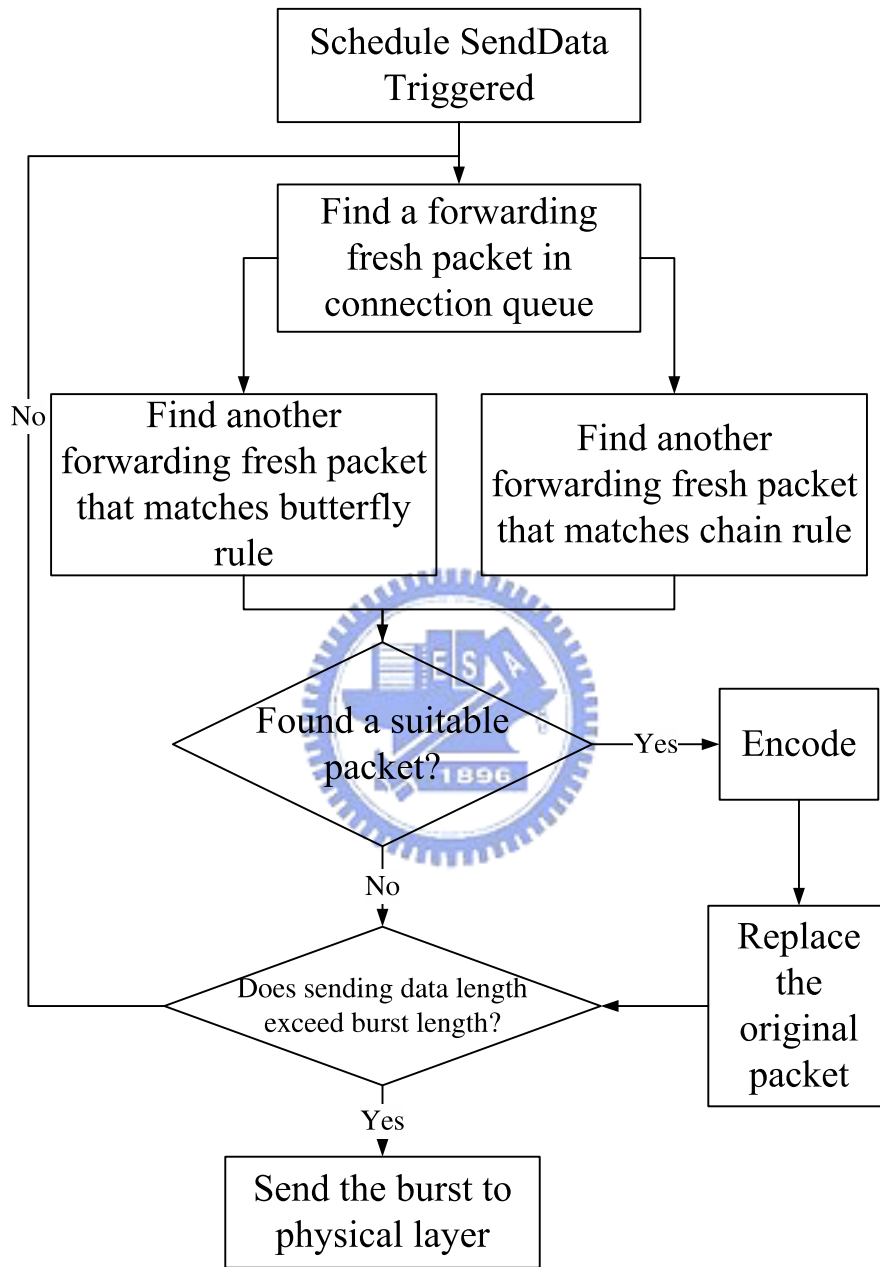 Schedule SendData
Triggered
Find a forwarding
fresh packet in
connection queue
No
Find another
forwarding fresh packet
that matches butterfly
rule
Find another
forwarding fresh packet
that matches chain rule
E S A
Found a suitable
packet?
Yes
Encode
1896
No
Replace
the
original
packet
Does sending data length
exceed burst length?
Yes
Send the burst to
physical layer